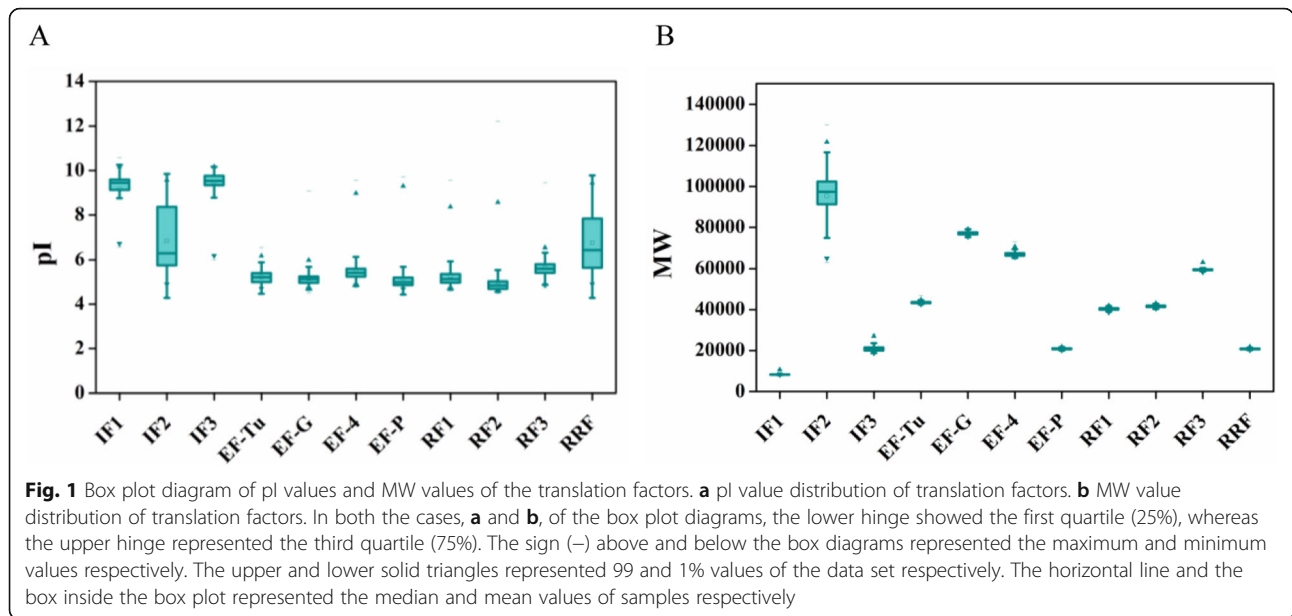 A
B
pI
14
12
10
8
6
4
2
0
IF1
IF2
IF3
EF-Tu
EF-G
EF-4
EF-P
RF1
RF2
RF3
RRF
MW
140000
120000
100000
80000
60000
40000
20000
0
IF1
IF2
IF3
EF-Tu
EF-G
EF-4
EF-P
RF1
RF2
RF3
RRF
Fig. 1 Box plot diagram of pI values and MW values of the translation factors. a pI value distribution of translation factors. b MW value
distribution of translation factors. In both the cases, a and b, of the box plot diagrams, the lower hinge showed the first quartile (25%), whereas
the upper hinge represented the third quartile (75%). The sign (−) above and below the box diagrams represented the maximum and minimum
values respectively. The upper and lower solid triangles represented 99 and 1% values of the data set respectively. The horizontal line and the
box inside the box plot represented the median and mean values of samples respectively